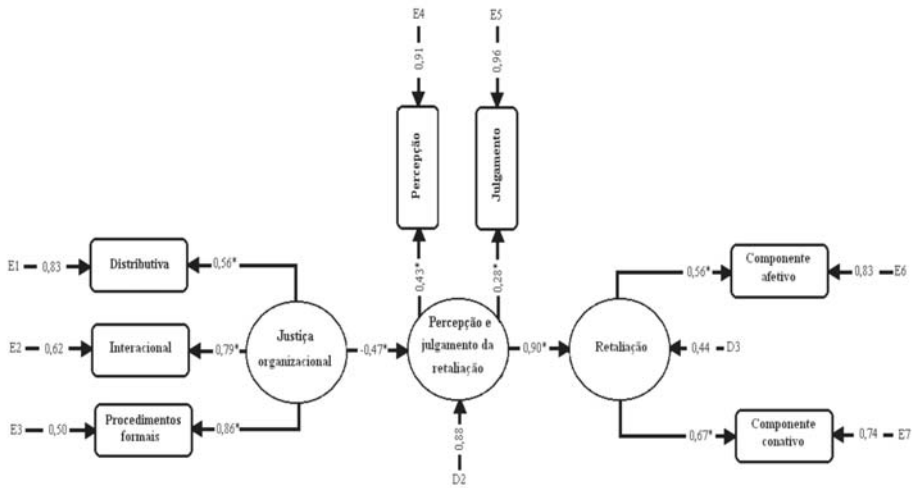 E4
E5
0,91
0,96
Percepção
Julgamento
0,43*
0,28*
E1
0,83
Distributiva
0,56*
E2
0,62
Interacional
0,79*
E3
0,50
Procedimentos
formais
0,86*
Justiça
organizacional
-0,47*
Percepção e
julgamento da
retaliação
0,88
D2
0,90*
Retaliação
0,44
D3
0,56*
Componente
afetivo
0,83
E6
0,67*
Componente
conativo
0,74
E7